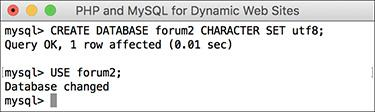 PHP and MySQL for Dynamic Web Sites
mysql> CREATE DATABASE forum2 CHARACTER SET utf8;
Query OK, 1 row affected (0.01 sec)
mysql> USE forum2;
Database changed
mysql>